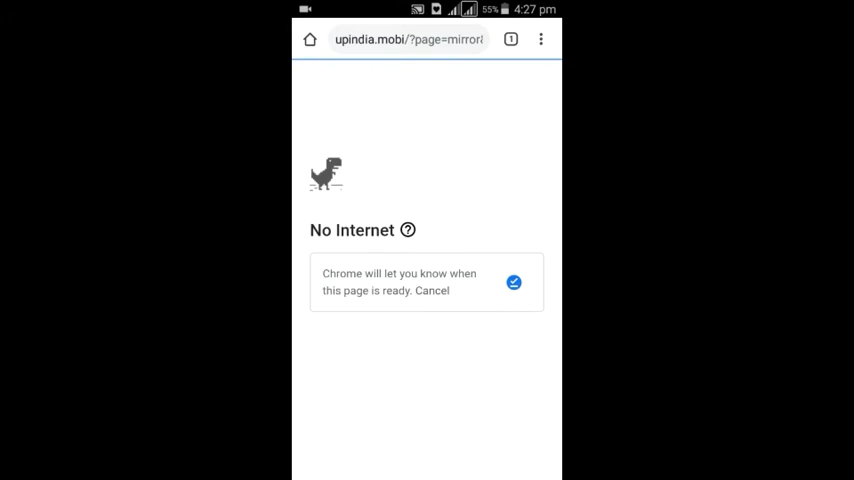 55% 4:27 pm
upindia.mobi/?page=mirror
1
No Internet
Chrome will let you know when
this page is ready. Cancel